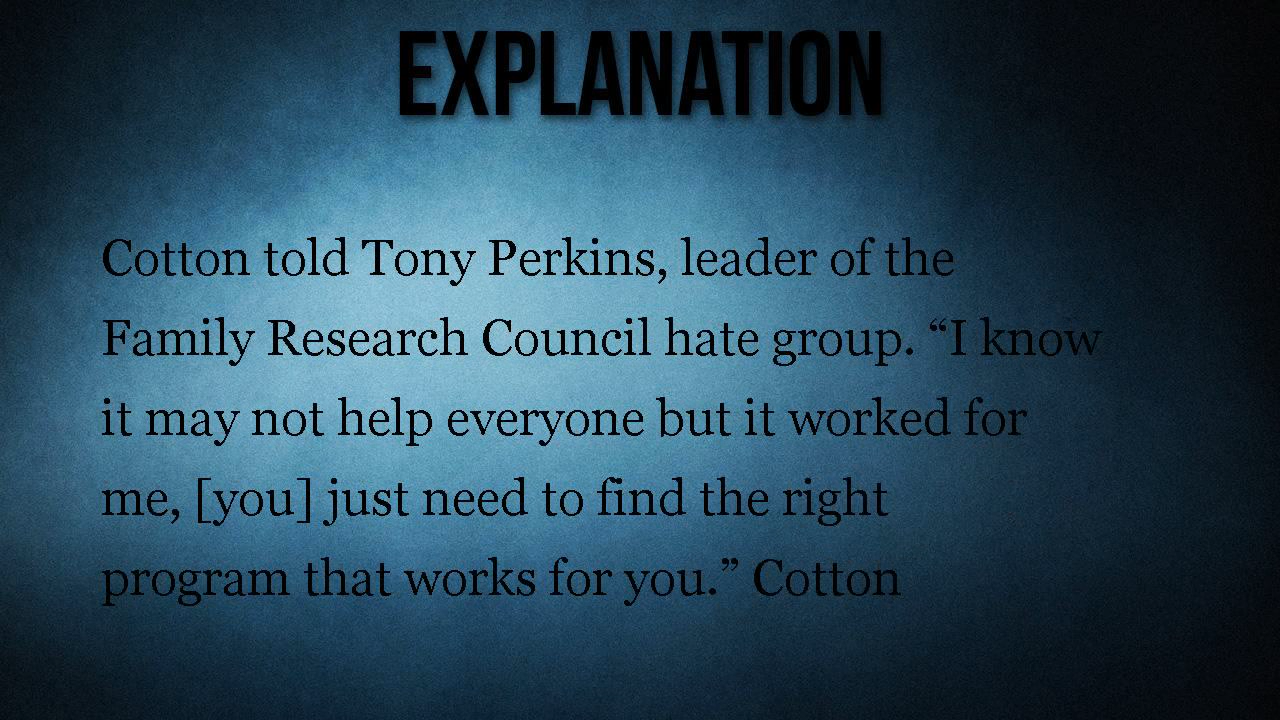 EXPLANATION
Cotton told Tony Perkins, leader of the
Family Research Council hate group. “I know
it may not help everyone but it worked for
me, [you] just need to find the right
program that works for you.” Cotton